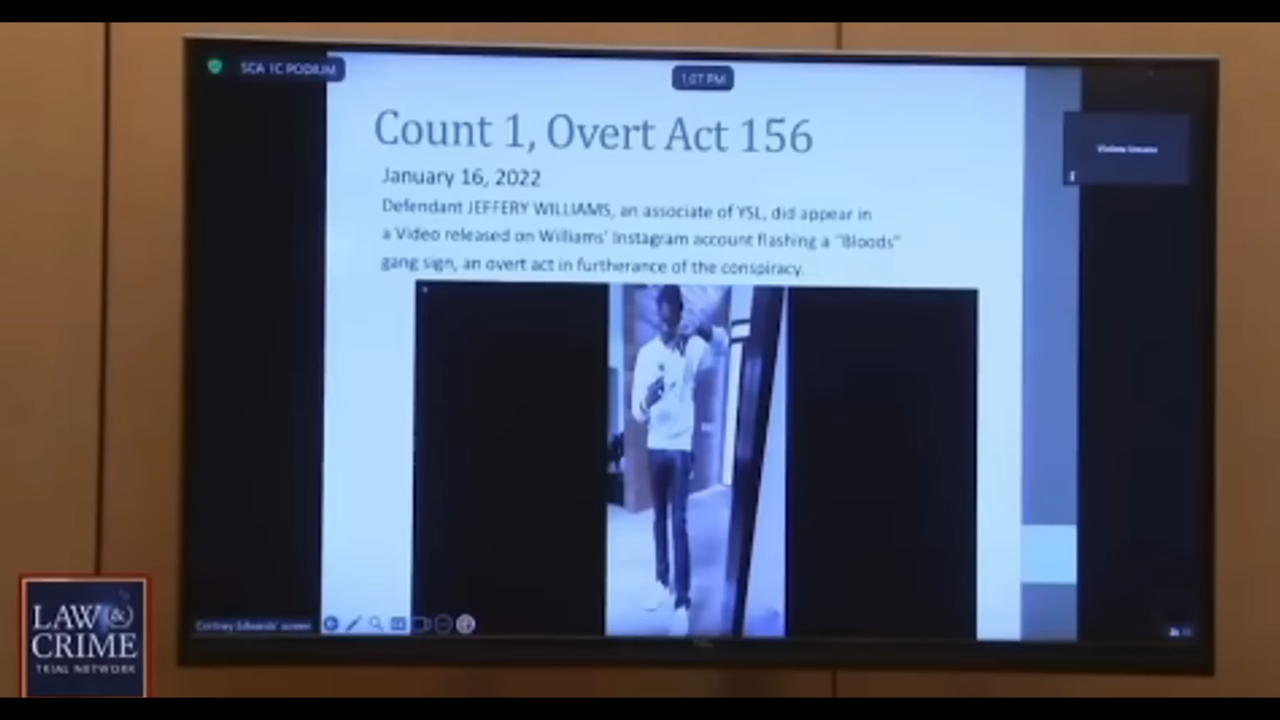 SCA 1C PODIUM
1:07 PM
Count 1, Overt Act 156
January 16, 2022
Defendant JEFFERY WILLIAMS, an associate of YSL, did appear in
a Video released on Williams' Instagram account flashing a "Bloods"
gang sign, an overt act in furtherance of the conspiracy.
Cortney Edwards' screen
LAW &
CRIME
TRIAL NETWORK